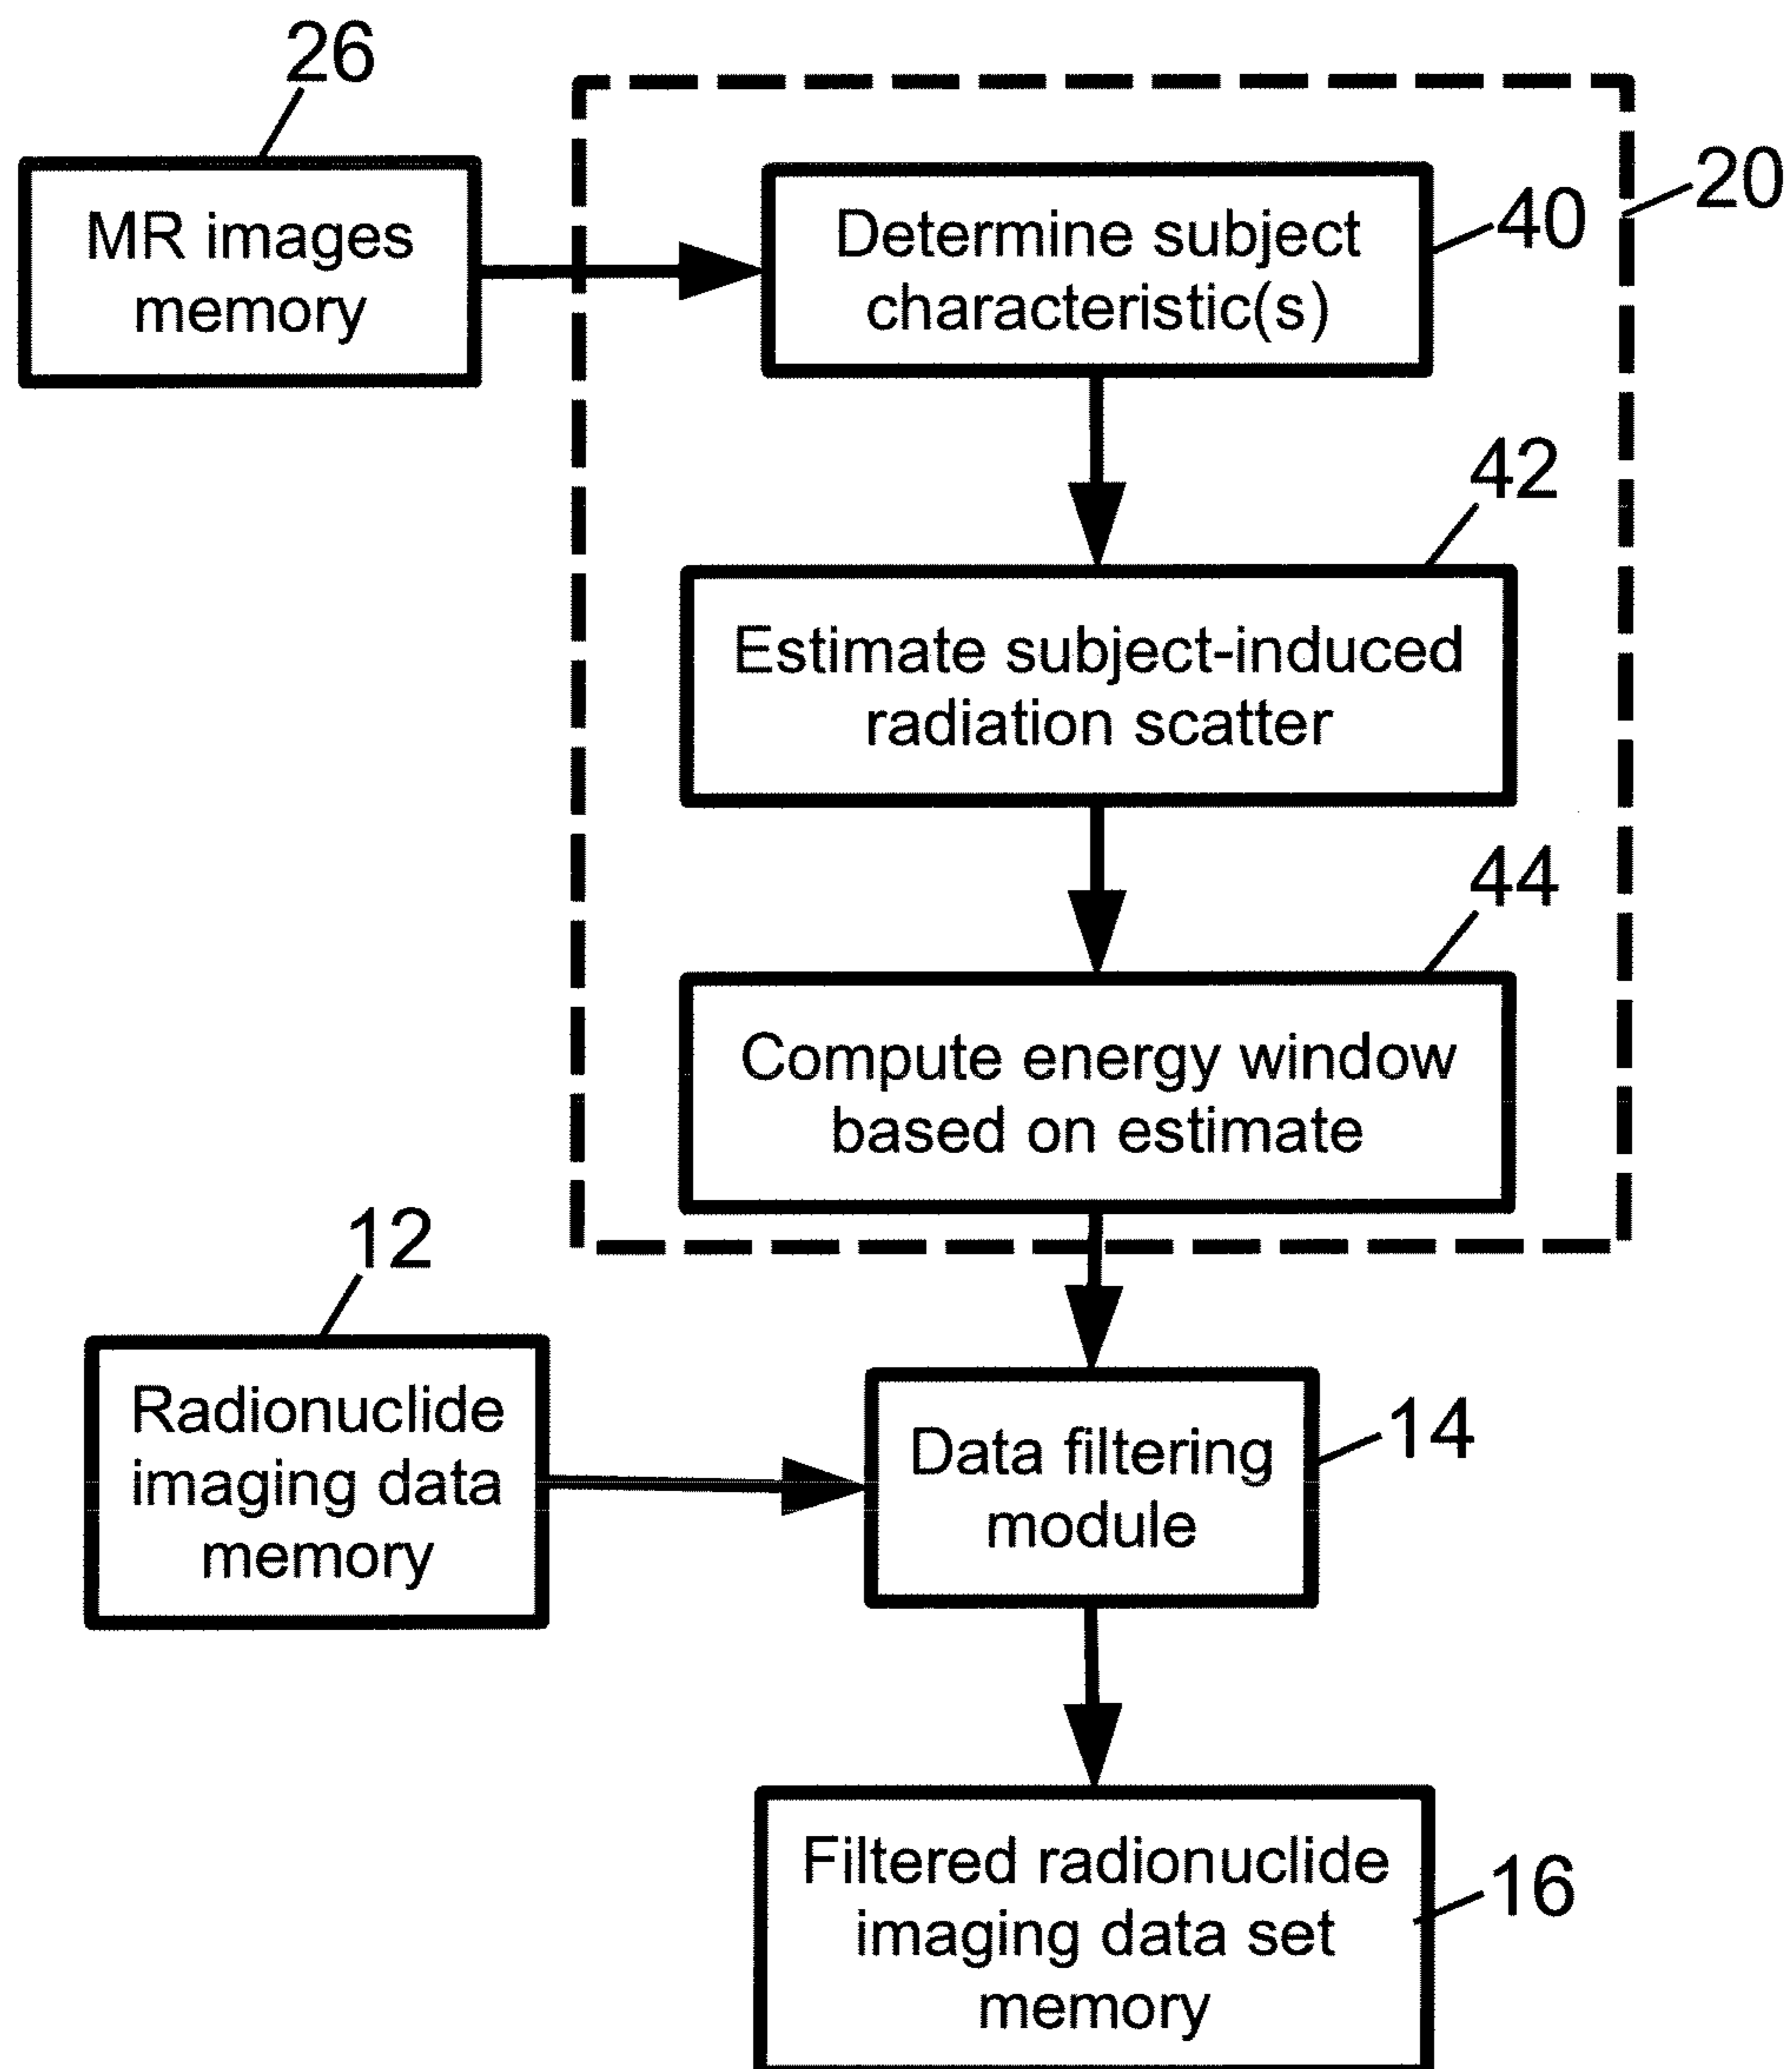 26
MR images
memory
20
Determine subject
characteristic(s)
40
42
Estimate subject-induced
radiation scatter
44
Compute energy window
based on estimate
12
Radionuclide
imaging data
memory
Data filtering
module
14
Filtered radionuclide
imaging data set
memory
16